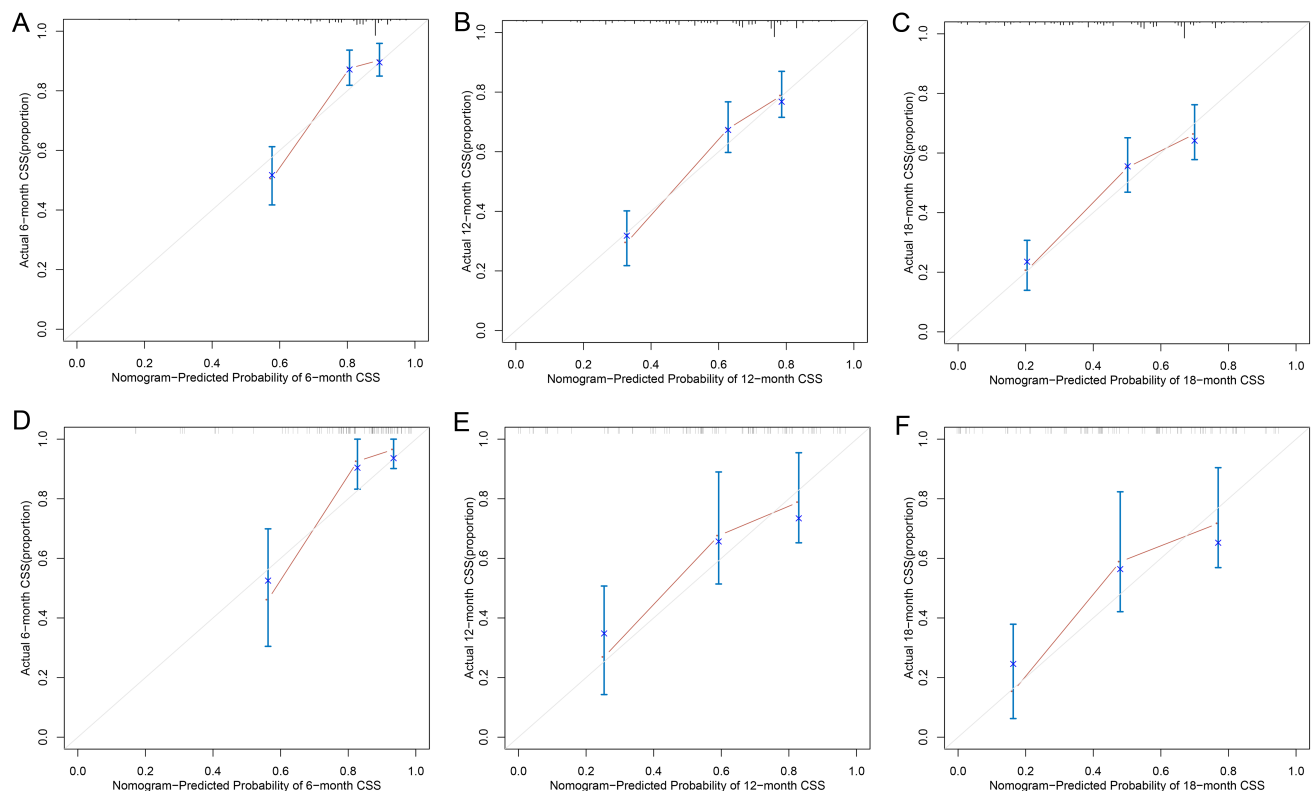 A
Actual 6−month CSS(proportion)
1.0
0.8
0.6
0.4
0.2
0.0
0.0 0.2 0.4 0.6 0.8 1.0
Nomogram−Predicted Probability of 6−month CSS
B
Actual 12−month CSS(proportion)
1.0
0.8
0.6
0.4
0.2
0.0
0.0 0.2 0.4 0.6 0.8 1.0
Nomogram−Predicted Probability of 12−month CSS
C
Actual 18−month CSS(proportion)
1.0
0.8
0.6
0.4
0.2
0.0
0.0 0.2 0.4 0.6 0.8 1.0
Nomogram−Predicted Probability of 18−month CSS
D
Actual 6−month CSS(proportion)
1.0
0.8
0.6
0.4
0.2
0.0
0.0 0.2 0.4 0.6 0.8 1.0
Nomogram−Predicted Probability of 6−month CSS
E
Actual 12−month CSS(proportion)
1.0
0.8
0.6
0.4
0.2
0.0
0.0 0.2 0.4 0.6 0.8 1.0
Nomogram−Predicted Probability of 12−month CSS
F
Actual 18−month CSS(proportion)
1.0
0.8
0.6
0.4
0.2
0.0
0.0 0.2 0.4 0.6 0.8 1.0
Nomogram−Predicted Probability of 18−month CSS